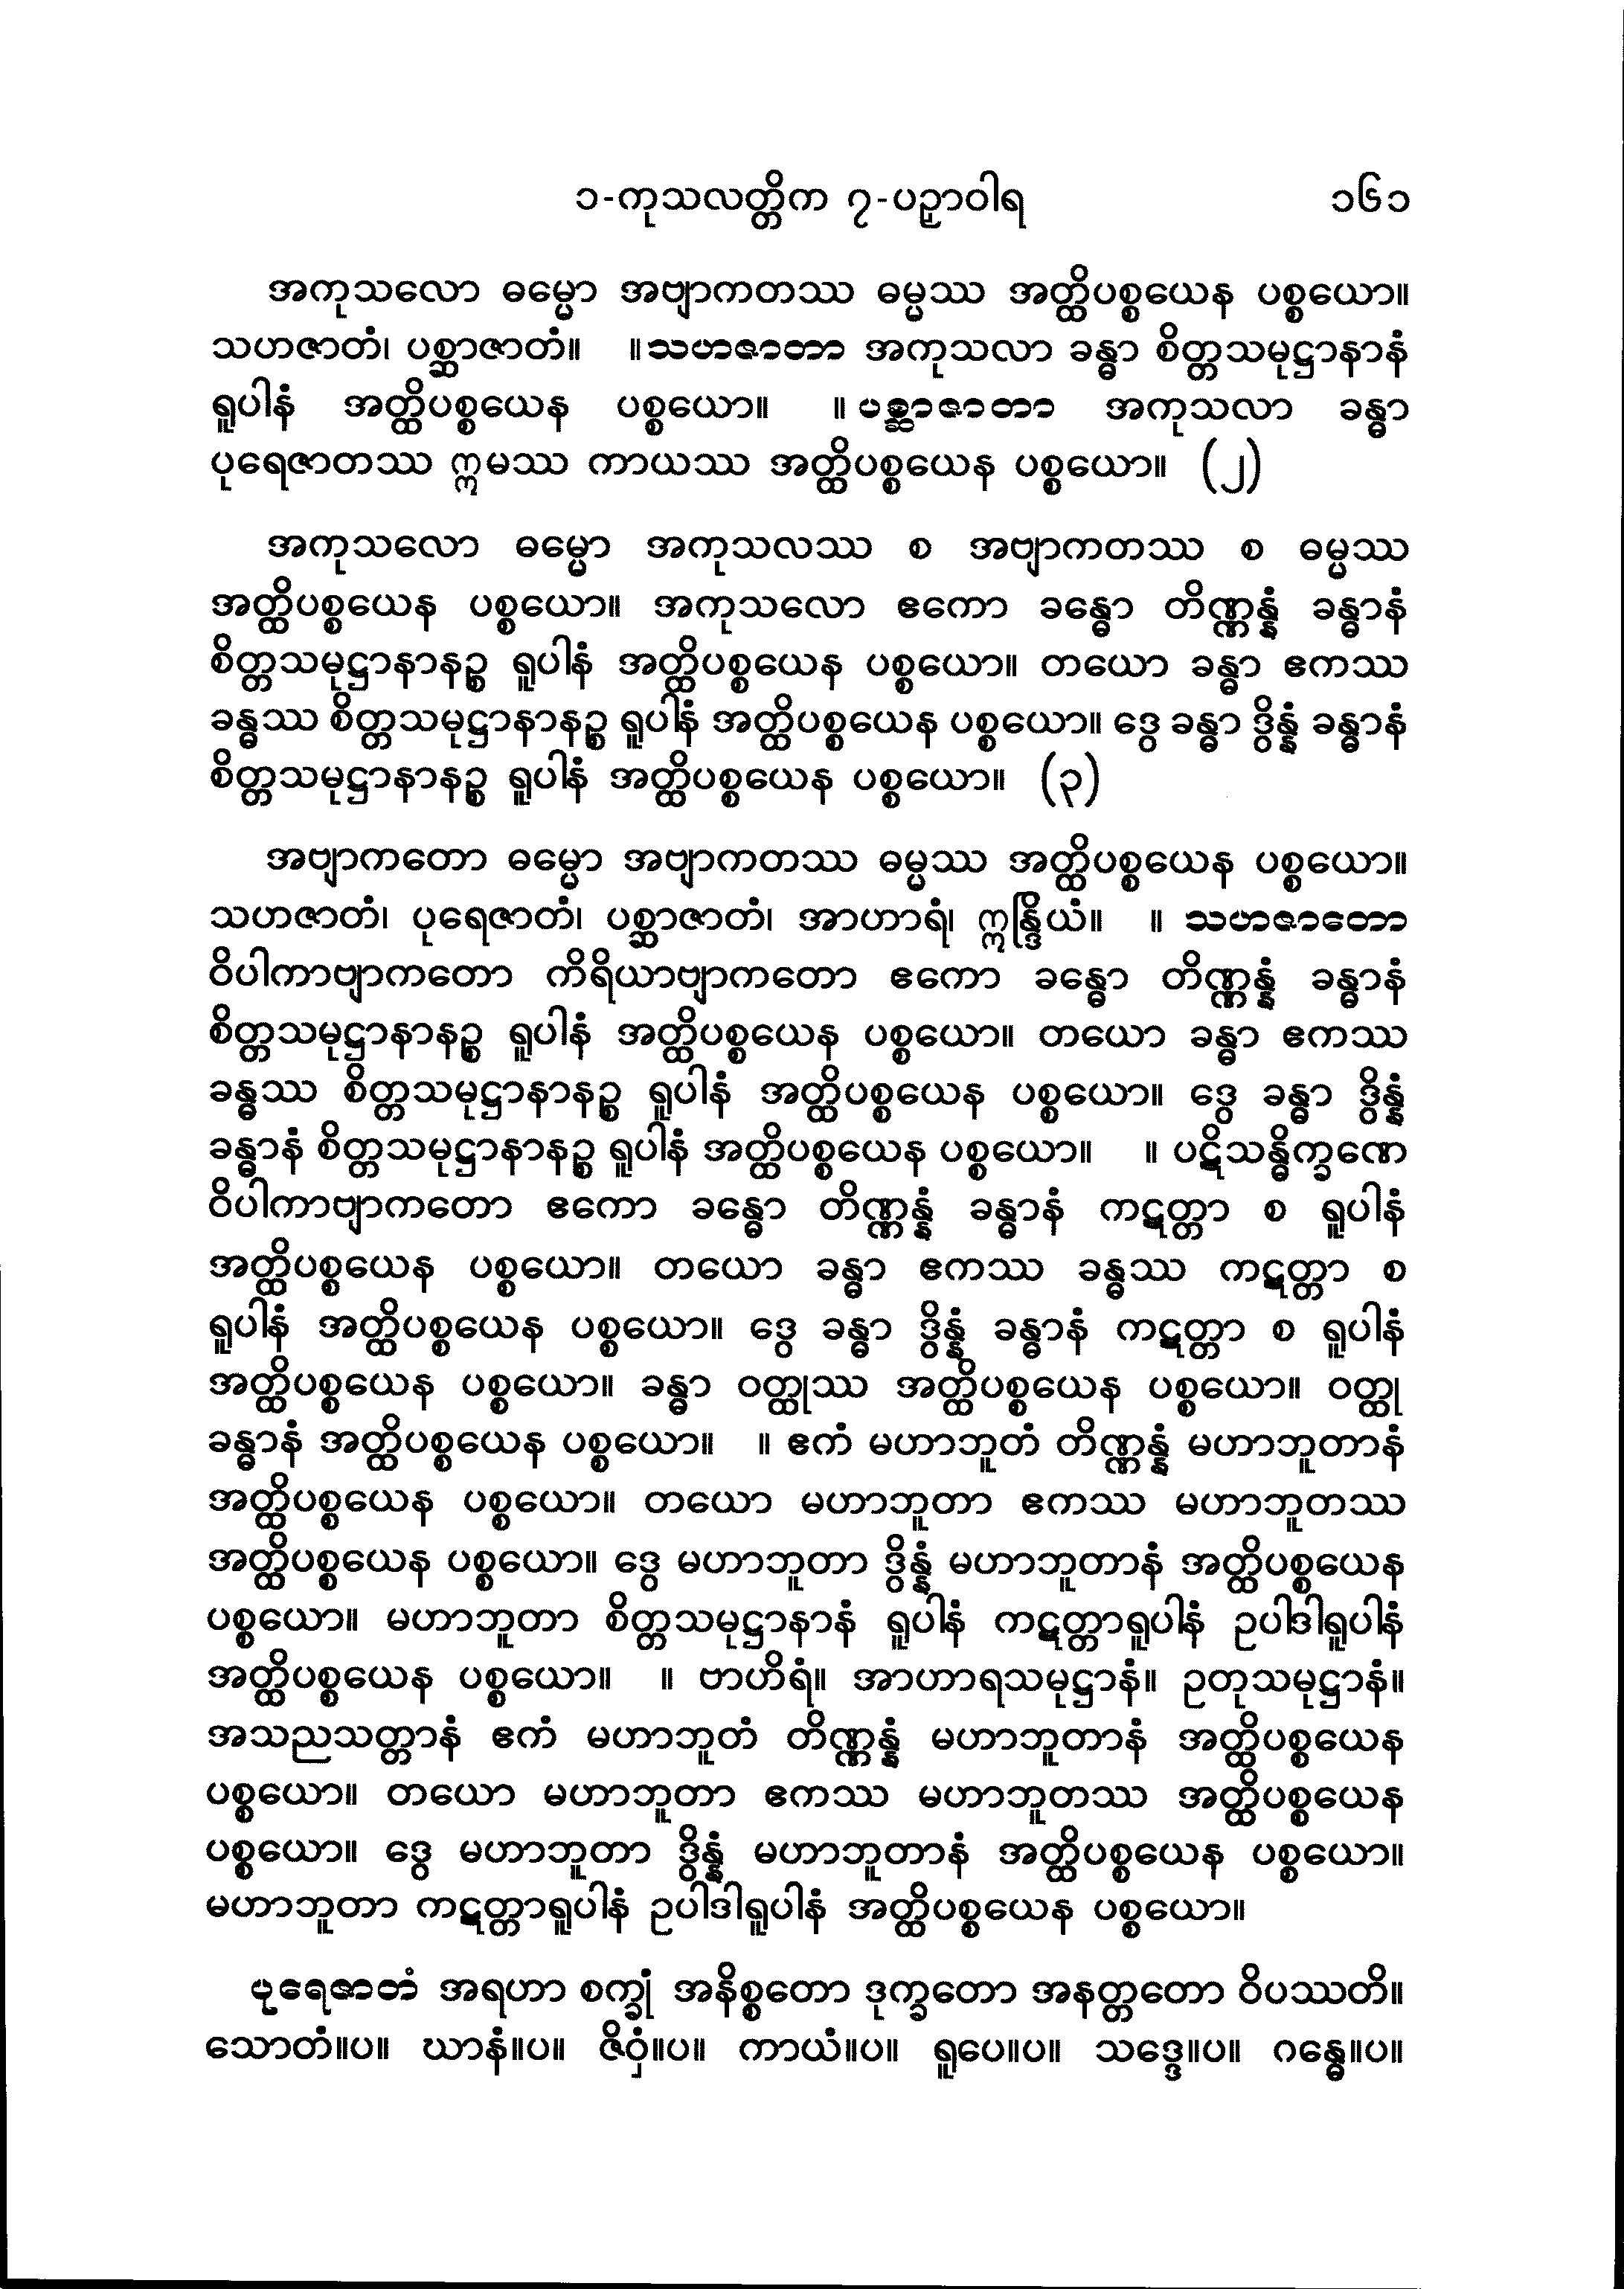 ၁-ကုသလတ္တိက ၇-ပဉှာဝါရ ၁၆၁
အကုသလော ဓမ္မော အဗျာကတဿ ဓမ္မဿ အတ္ထိပစ္စယေန ပစ္စယော။
သဟဇာတံ၊ ပစ္ဆာဇာတံ။ ။သဟဇာတာ အကုသလာ ခန္ဓာ စိတ္တသမုဋ္ဌာနာနံ
ရူပါနံ အတ္ထိပစ္စယေန ပစ္စယော။ ။ ပစ္ဆာဇာတာ အကုသလာ ခန္ဓာ
ပုရေဇာတဿ ဣမဿ ကာယဿ အတ္ထိပစ္စယေန ပစ္စယော။ (၂)
အကုသလော ဓမ္မော အကုသလဿ စ အဗျာကတဿ စ ဓမ္မဿ
အတ္ထိပစ္စယေန ပစ္စယော။ အကုသလော ဧကော ခန္ဓော တိဏ္ဏန္နံ ခန္ဓာနံ
စိတ္တသမုဋ္ဌာနာနဉ္စ ရူပါနံ အတ္ထိပစ္စယေန ပစ္စယော။ တယော ခန္ဓာ ဧကဿ
ခန္ဓဿ စိတ္တသမုဋ္ဌာနာနဉ္စ ရူပါနံ အတ္ထိပစ္စယေန ပစ္စယော။ ဒွေ ခန္ဓာ ဒွိန္နံ ခန္ဓာနံ
စိတ္တသမုဋ္ဌာနာနဉ္စ ရူပါနံ အတ္ထိပစ္စယေန ပစ္စယော။ (၃)
အဗျာကတော ဓမ္မော အဗျာကတဿ ဓမ္မဿ အတ္ထိပစ္စယေန ပစ္စယော။
သဟဇာတံ၊ ပုရေဇာတံ၊ ပစ္ဆာဇာတံ၊ အာဟာရံ၊ ဣန္ဒြိယံ။ ။ သဟဇာတော
ဝိပါကာဗျာကတော ကိရိယာဗျာကတော ဧကော ခန္ဓော တိဏ္ဏန္နံ ခန္ဓာနံ
စိတ္တသမုဋ္ဌာနာနဉ္စ ရူပါနံ အတ္ထိပစ္စယေန ပစ္စယော။ တယော ခန္ဓာ ဧကဿ
ခန္ဓဿ စိတ္တသမုဋ္ဌာနာနဉ္စ ရူပါနံ အတ္ထိပစ္စယေန ပစ္စယော။ ဒွေ ခန္ဓာ ဒွိန္နံ
ခန္ဓာနံ စိတ္တသမုဋ္ဌာနာနဉ္စ ရူပါနံ အတ္ထိပစ္စယေန ပစ္စယော။ ။ ပဋိသန္ဓိက္ခဏေ
ဝိပါကာဗျာကတော ဧကော ခန္ဓော တိဏ္ဏန္နံ ခန္ဓာနံ ကဋတ္တာ စ ရူပါနံ
အတ္ထိပစ္စယေန ပစ္စယော။ တယော ခန္ဓာ ဧကဿ ခန္ဓဿ ကဋတ္တာ စ
ရူပါနံ အတ္ထိပစ္စယေန ပစ္စယော။ ဒွေ ခန္ဓာ ဒွိန္နံ ခန္ဓာနံ ကဋတ္တာ စ ရူပါနံ
အတ္ထိပစ္စယေန ပစ္စယော။ ခန္ဓာ ဝတ္ထုဿ အတ္ထိပစ္စယေန ပစ္စယော။ ဝတ္ထု
ခန္ဓာနံ အတ္ထိပစ္စယေန ပစ္စယော။ ။ ဧကံ မဟာဘူတံ တိဏ္ဏန္နံ မဟာဘူတာနံ
အတ္ထိပစ္စယေန ပစ္စယော။ တယော မဟာဘူတာ ဧကဿ မဟာဘူတဿ
အတ္ထိပစ္စယေန ပစ္စယော။ ဒွေ မဟာဘူတာ ဒွိန္နံ မဟာဘူတာနံ အတ္ထိပစ္စယေန
ပစ္စယော။ မဟာဘူတာ စိတ္တသမုဋ္ဌာနာနံ ရူပါနံ ကဋတ္တာရူပါနံ ဥပါဒါရူပါနံ
အတ္ထိပစ္စယေန ပစ္စယော။ ။ ဗာဟိရံ။ အာဟာရသမုဋ္ဌာနံ။ ဥတုသမုဋ္ဌာနံ။
အသညသတ္တာနံ ဧကံ မဟာဘူတံ တိဏ္ဏန္နံ မဟာဘူတာနံ အတ္ထိပစ္စယေန
ပစ္စယော။ တယော မဟာဘူတာ ဧကဿ မဟာဘူတဿ အတ္ထိပစ္စယေန
ပစ္စယော။ ဒွေ မဟာဘူတာ ဒွိန္နံ မဟာဘူတာနံ အတ္ထိပစ္စယေန ပစ္စယော။
မဟာဘူတာ ကဋတ္တာရူပါနံ ဥပါဒါရူပါနံ အတ္ထိပစ္စယေန ပစ္စယော။
ပုရေဇာတံ အရဟာ စက္ခုံ အနိစ္စတော ဒုက္ခတော အနတ္တတော ဝိပဿတိ။
သောတံ။ပ။ ဃာနံ။ပ။ ဇိဝှံ။ပ။ ကာယံ။ပ။ ရူပေ။ပ။ သဒ္ဒေ။ပ။ ဂန္ဓေ။ပ။